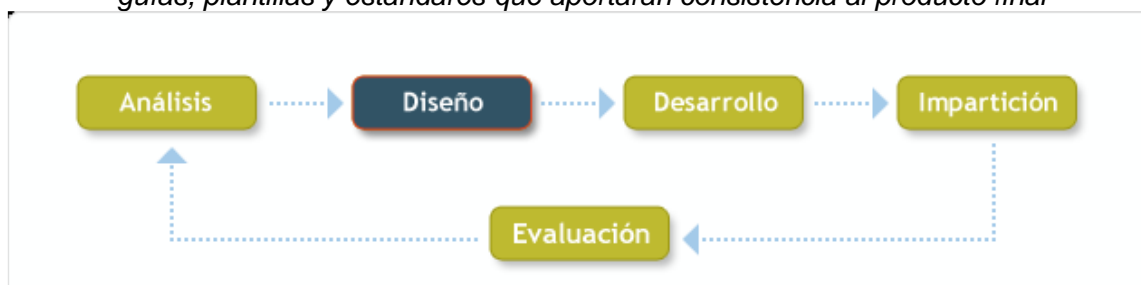 guías, plantillas y estándares que aportarán consistencia al producto final
Análisis
Diseño
Desarrollo
Impartición
Evaluación